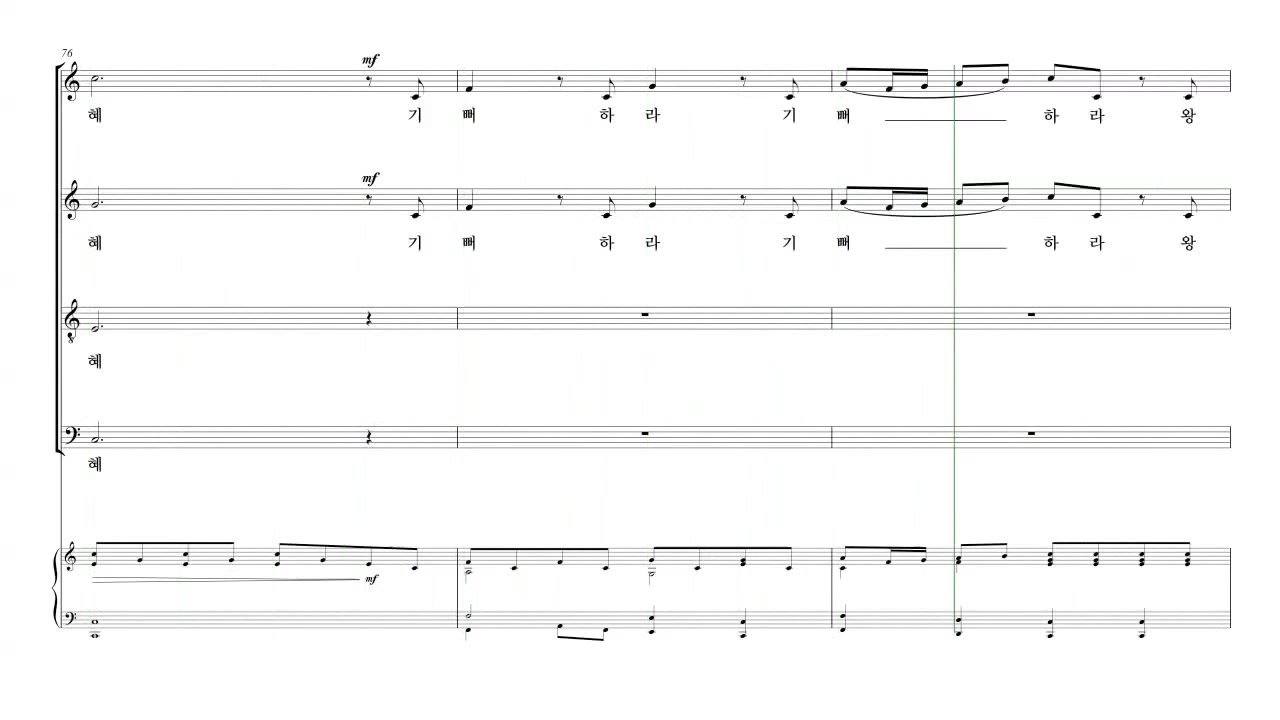 76
mf
혜 기 뻐 하 라 기 뻐 하 라 왕
mf
혜 기 뻐 하 라 기 뻐 하 라 왕
8
혜
혜
mf